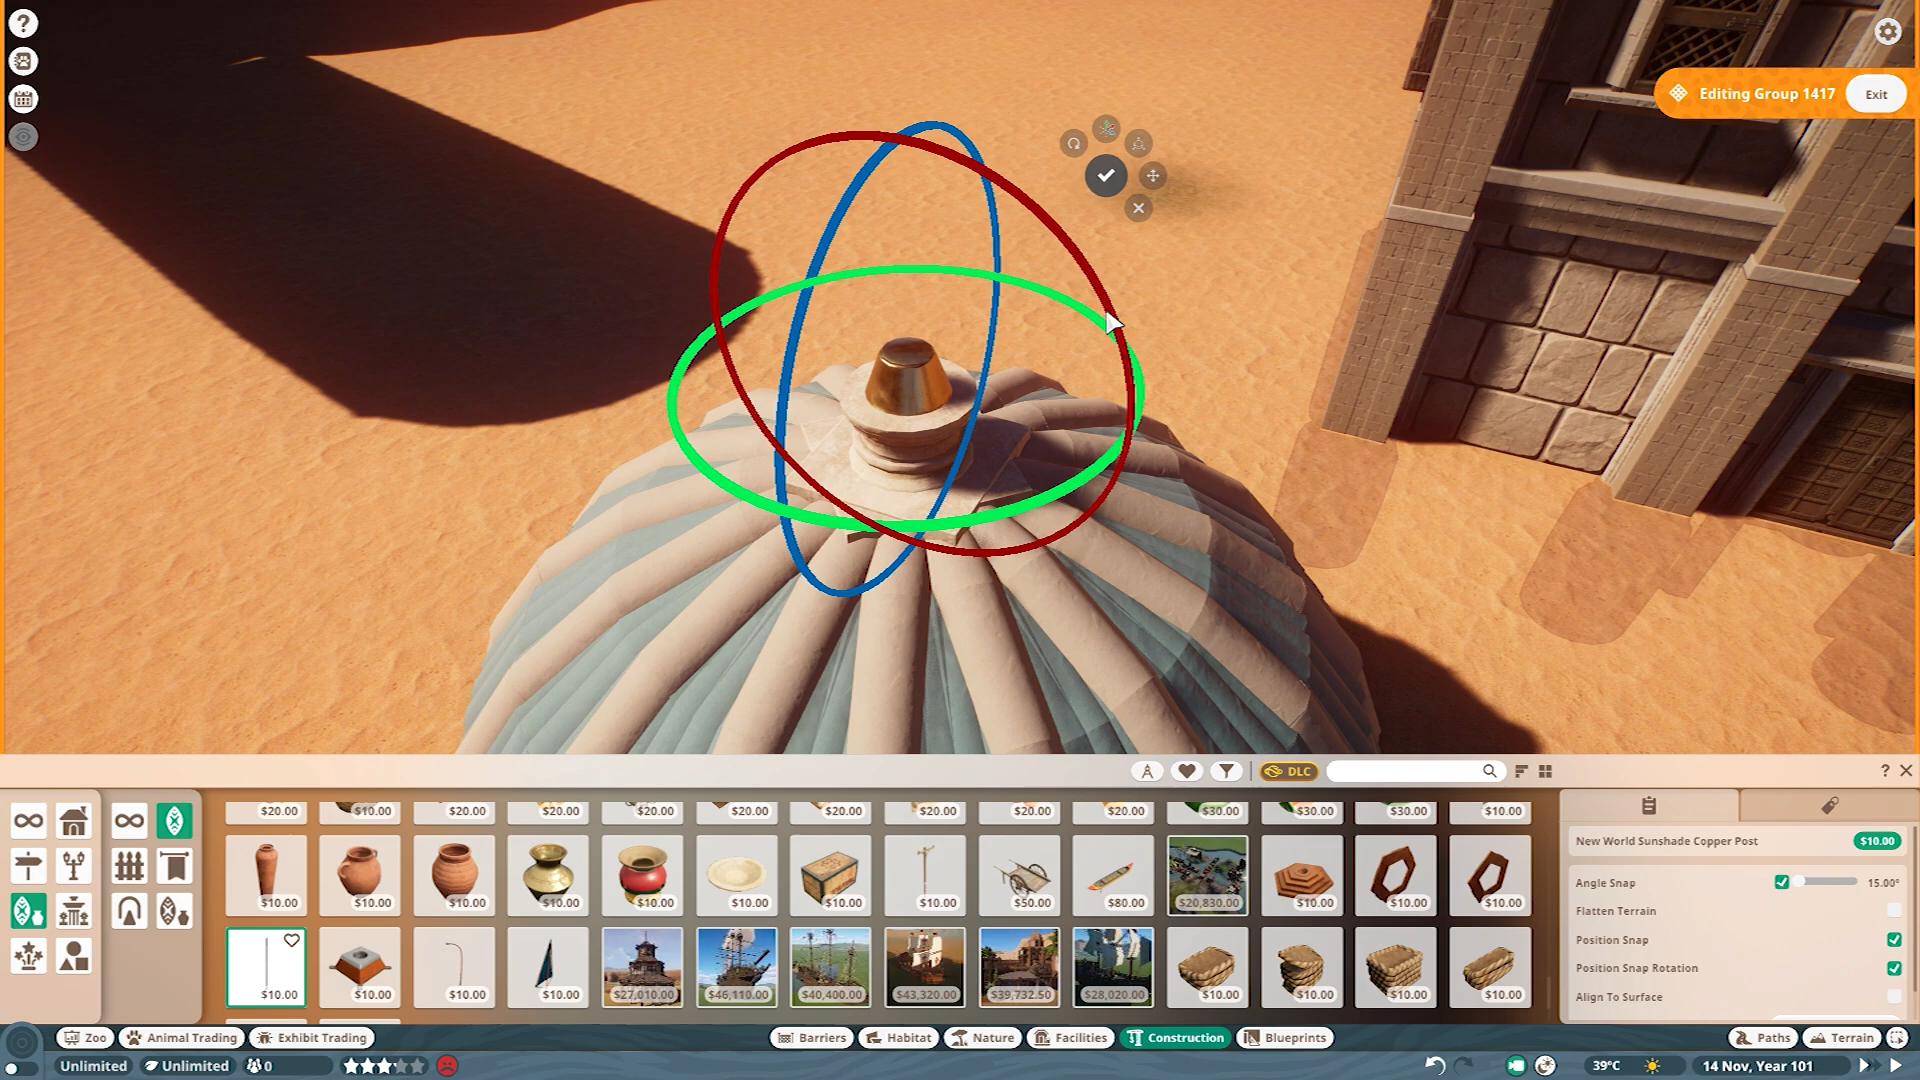 Editing Group 1417
Exit
DLC
?
$20.00 $10.00 $20.00 $20.00 $20.00 $20.00 $20.00 $20.00 $20.00 $20.00 $30.00 $30.00 $30.00 $10.00
$10.00 $10.00 $10.00 $10.00 $10.00 $10.00 $10.00 $10.00 $50.00 $80.00 $20,830.00 $10.00 $10.00 $10.00
$10.00 $10.00 $10.00 $10.00 $27,010.00 $46,110.00 $40,400.00 $43,320.00 $39,732.50 $28,020.00 $10.00 $10.00 $10.00 $10.00
New World Sunshade Copper Post $10.00
Angle Snap 15.00°
Flatten Terrain
Position Snap
Position Snap Rotation
Align To Surface
Zoo Animal Trading Exhibit Trading Barriers Habitat Nature Facilities Construction Blueprints Paths Terrain
Unlimited Unlimited 0 39°C 14 Nov, Year 101